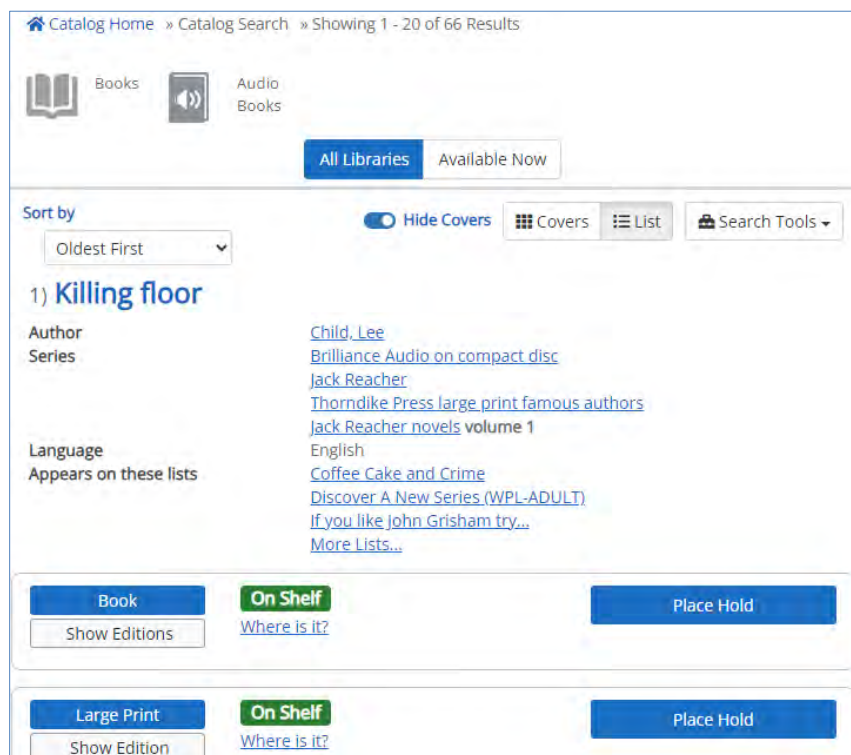 Catalog Home » Catalog Search » Showing 1 - 20 of 66 Results
Books
Audio
Books
All Libraries Available Now
Sort by
Hide Covers Covers List Search Tools
Oldest First
1) Killing floor
Author Child, Lee
Series Brilliance Audio on compact disc
Jack Reacher
Thorndike Press large print famous authors
Jack Reacher novels volume 1
Language English
Appears on these lists Coffee Cake and Crime
Discover A New Series (WPL-ADULT)
If you like John Grisham try...
More Lists...
Book On Shelf Place Hold
Show Editions Where is it?
Large Print On Shelf Place Hold
Show Edition Where is it?